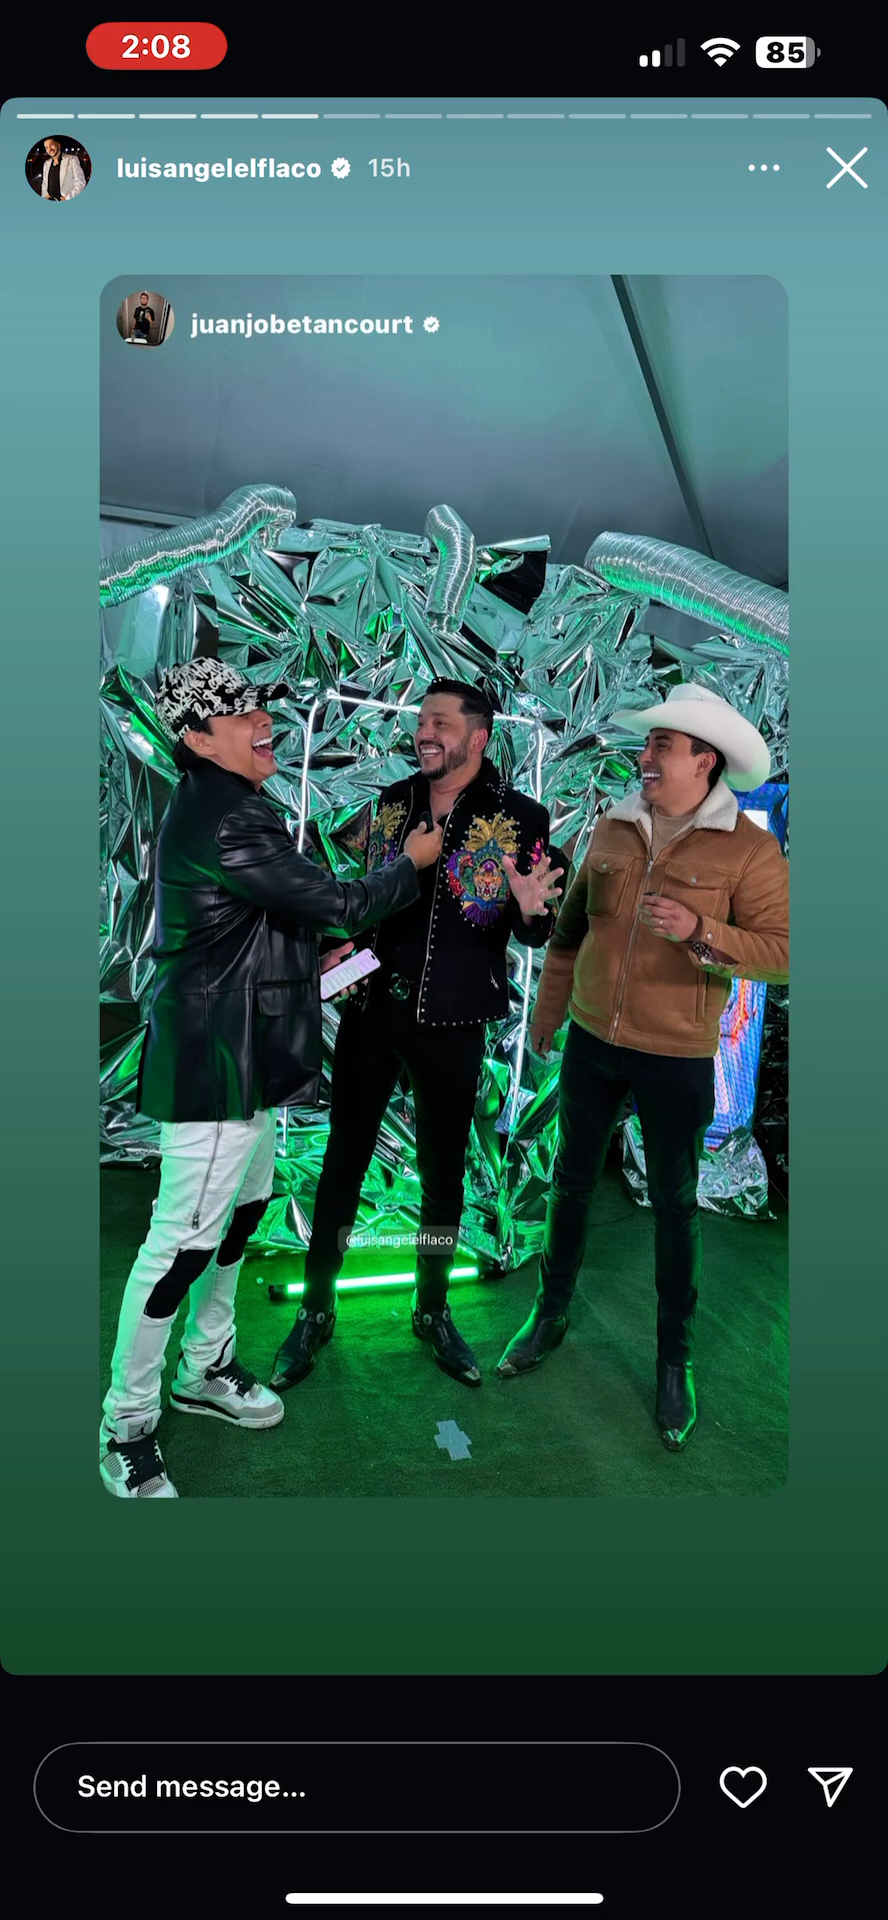 2:08
85
luisangelelflaco 15h
juanjobetancourt
@luisangelelflaco
Send message...